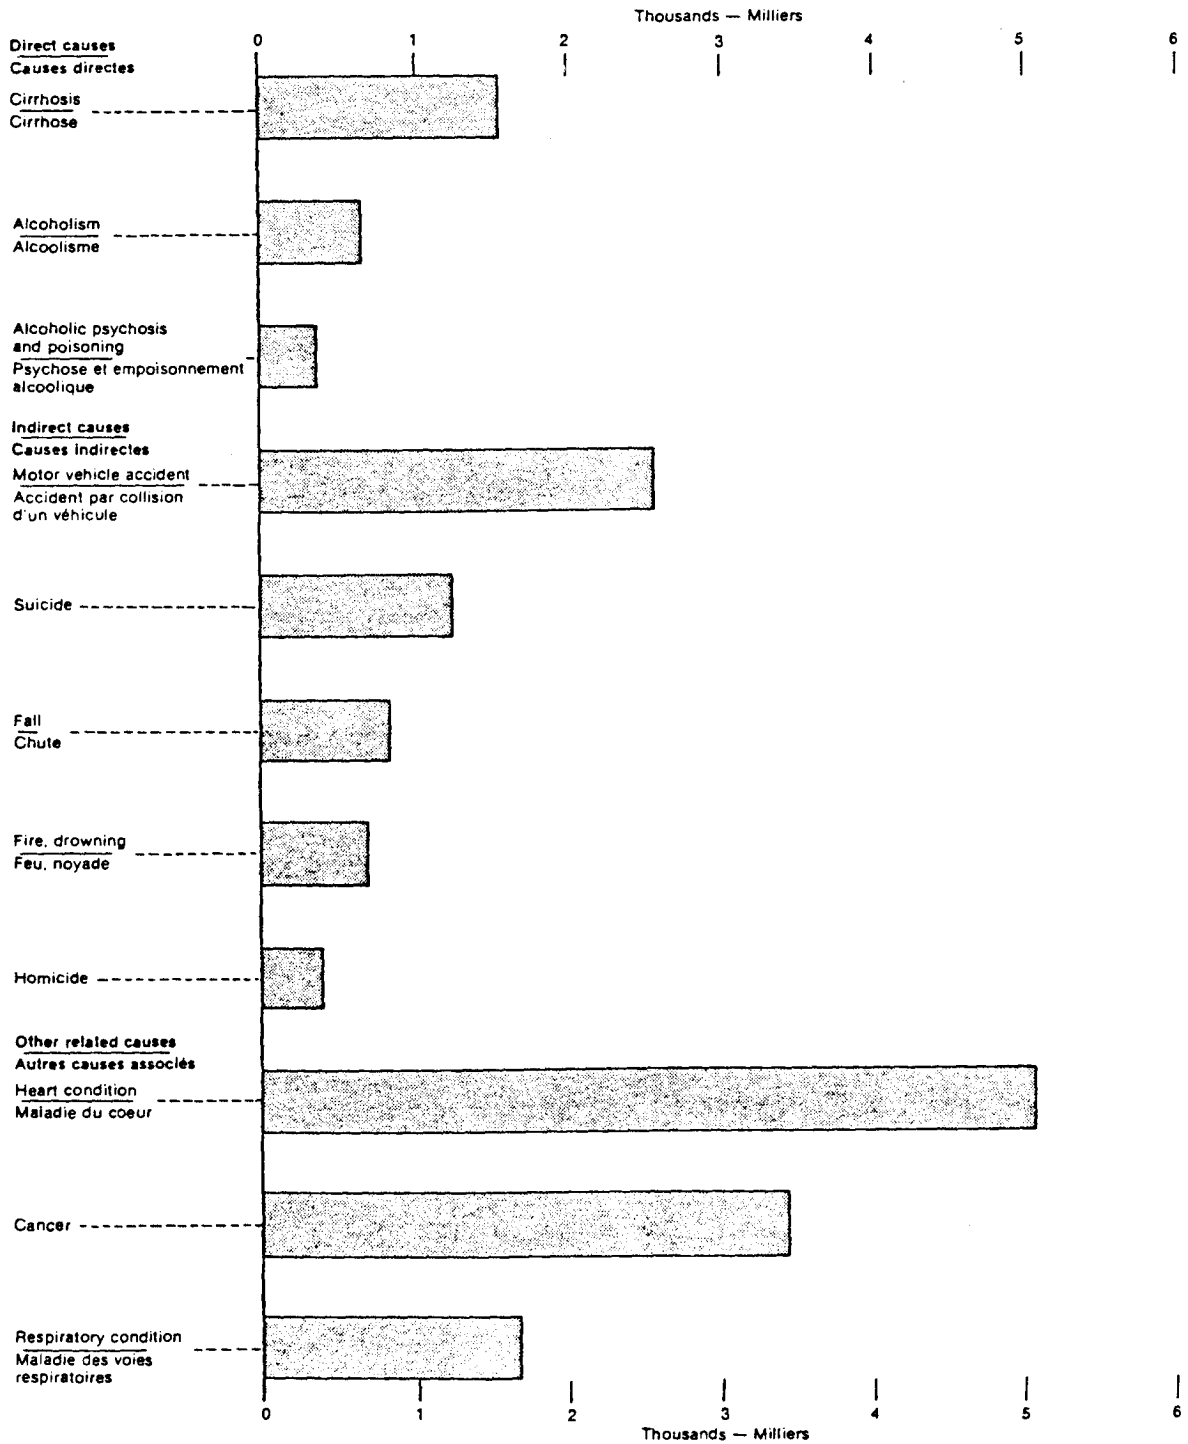 Thousands — Milliers
0 1 2 3 4 5 6
Direct causes
Causes directes
Cirrhosis
Cirrhose
Alcoholism
Alcoolisme
Alcoholic psychosis
and poisoning
Psychose et empoisonnement
alcoolique
Indirect causes
Causes indirectes
Motor vehicle accident
Accident par collision
d'un véhicule
Suicide
Fall
Chute
Fire, drowning
Feu, noyade
Homicide
Other related causes
Autres causes associés
Heart condition
Maladie du coeur
Cancer
Respiratory condition
Maladie des voies
respiratoires
0 1 2 3 4 5 6
Thousands — Milliers